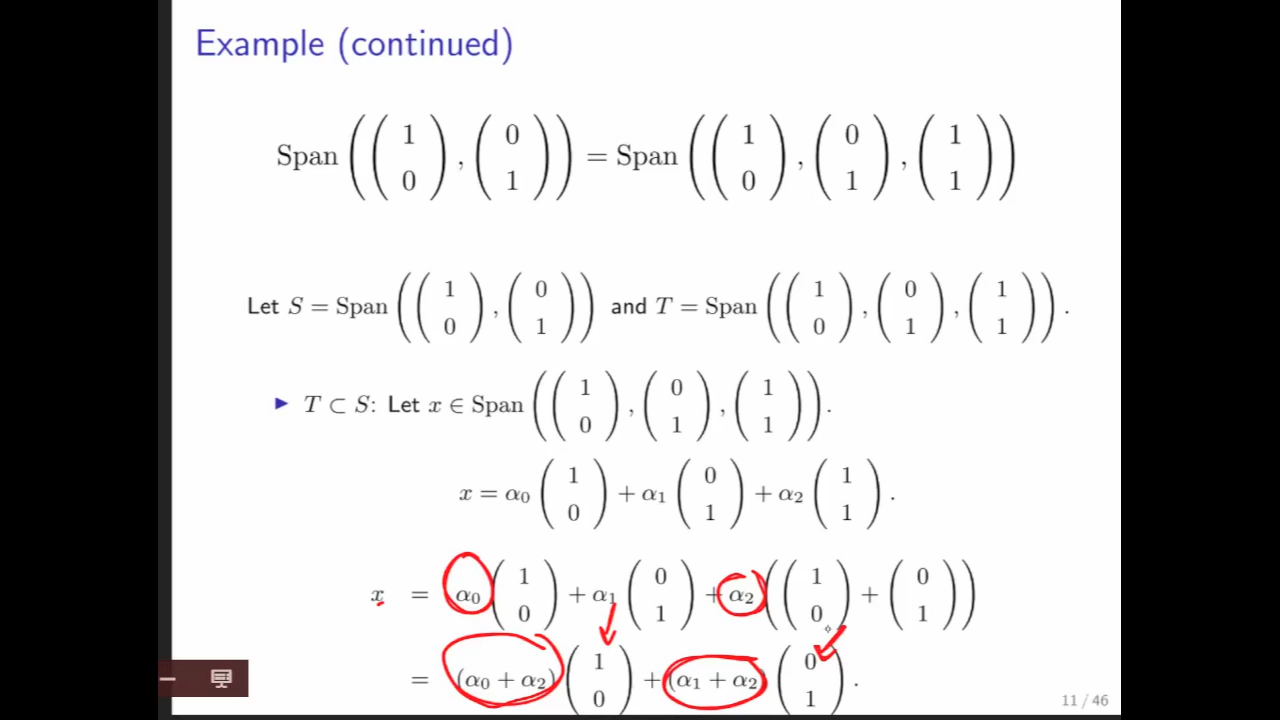 Example (continued)
Span ( ( 1 0 ) , ( 0 1 ) ) = Span ( ( 1 0 ) , ( 0 1 ) , ( 1 1 ) )
Let S = Span ( ( 1 0 ) , ( 0 1 ) ) and T = Span ( ( 1 0 ) , ( 0 1 ) , ( 1 1 ) ) .
▶ T ⊂ S: Let x ∈ Span ( ( 1 0 ) , ( 0 1 ) , ( 1 1 ) ) .
x = α₀ ( 1 0 ) + α₁ ( 0 1 ) + α₂ ( 1 1 ) .
x = α₀ ( 1 0 ) + α₁ ( 0 1 ) + α₂ ( ( 1 0 ) + ( 0 1 ) )
= (α₀ + α₂) ( 1 0 ) + (α₁ + α₂) ( 0 1 ) .
11 / 46